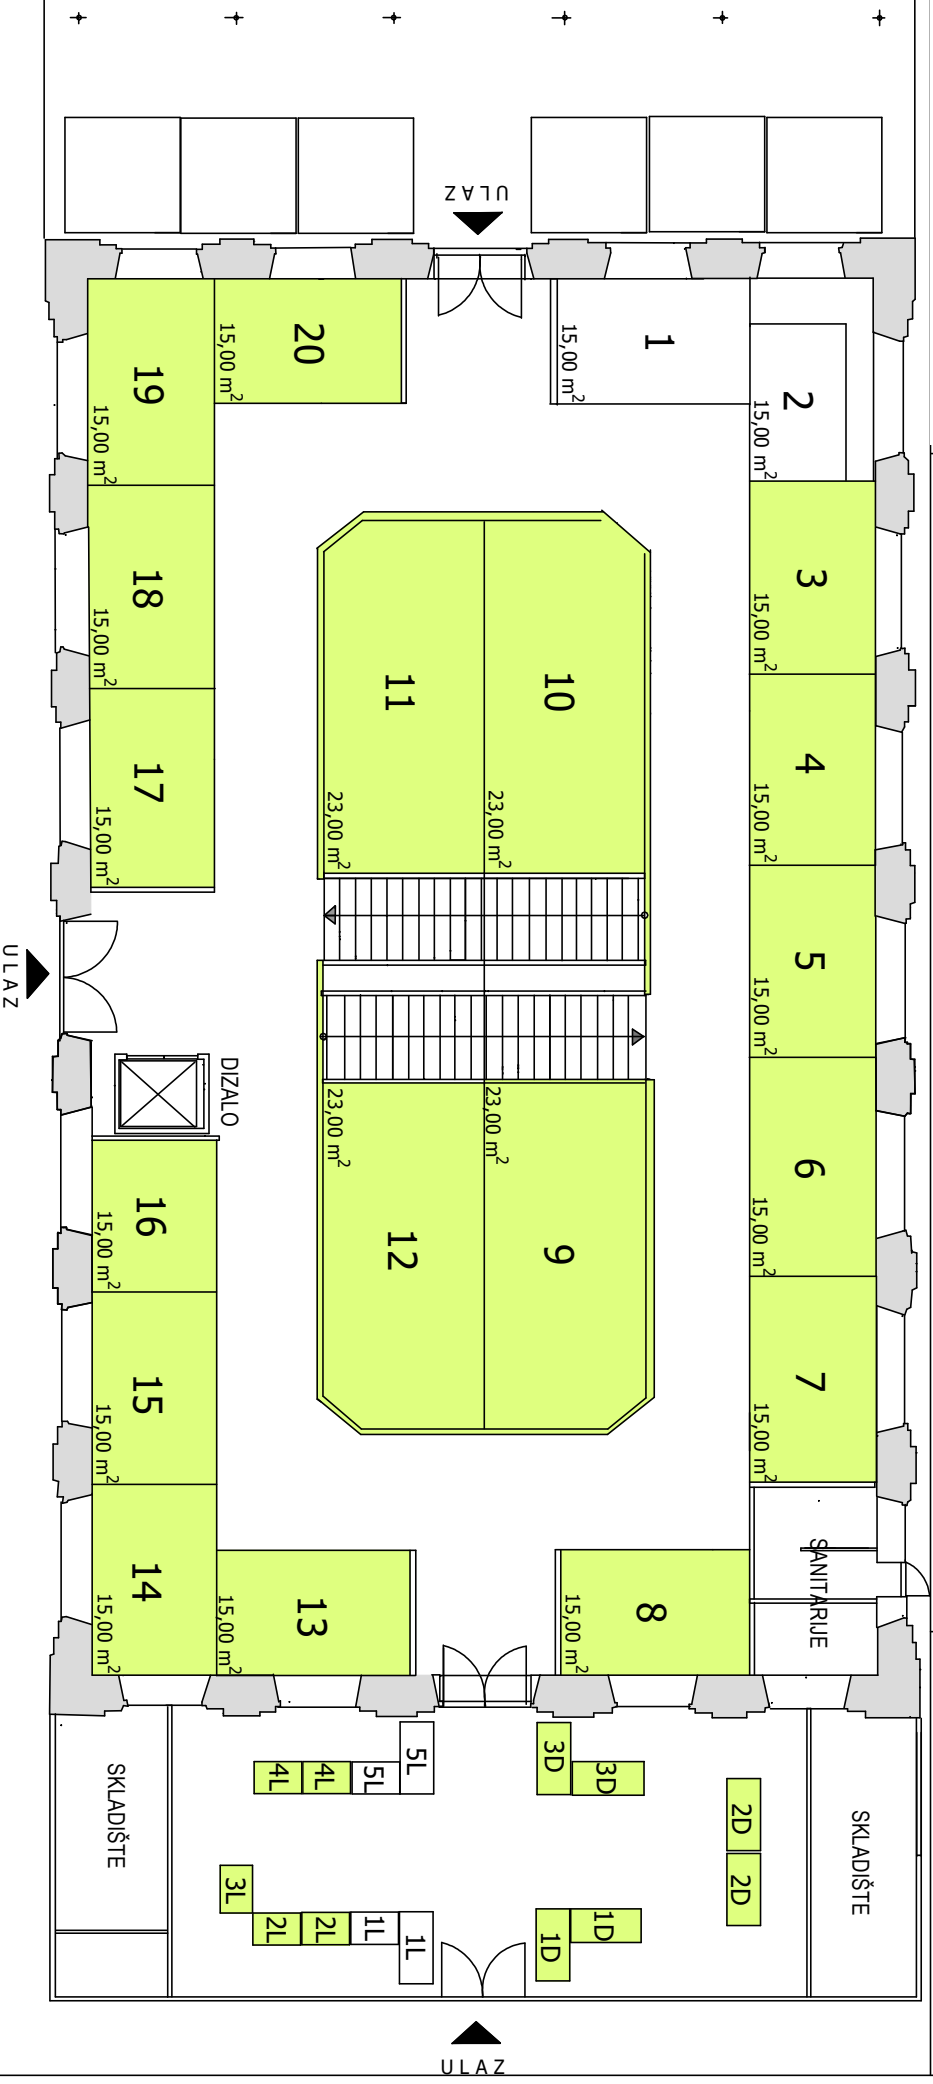 ULAZ
20
15,00 m²
1
15,00 m²
19
15,00 m²
2
15,00 m²
18
15,00 m²
3
15,00 m²
11
23,00 m²
10
23,00 m²
17
15,00 m²
4
15,00 m²
5
15,00 m²
ULAZ
DIZALO
23,00 m²
12
23,00 m²
9
16
15,00 m²
6
15,00 m²
15
15,00 m²
7
15,00 m²
14
15,00 m²
13
15,00 m²
8
15,00 m²
SANITARIJE
SKLADIŠTE
4L
4L
5L
5L
3D
3D
2D
2D
SKLADIŠTE
3L
2L
2L
1L
1L
1D
1D
ULAZ